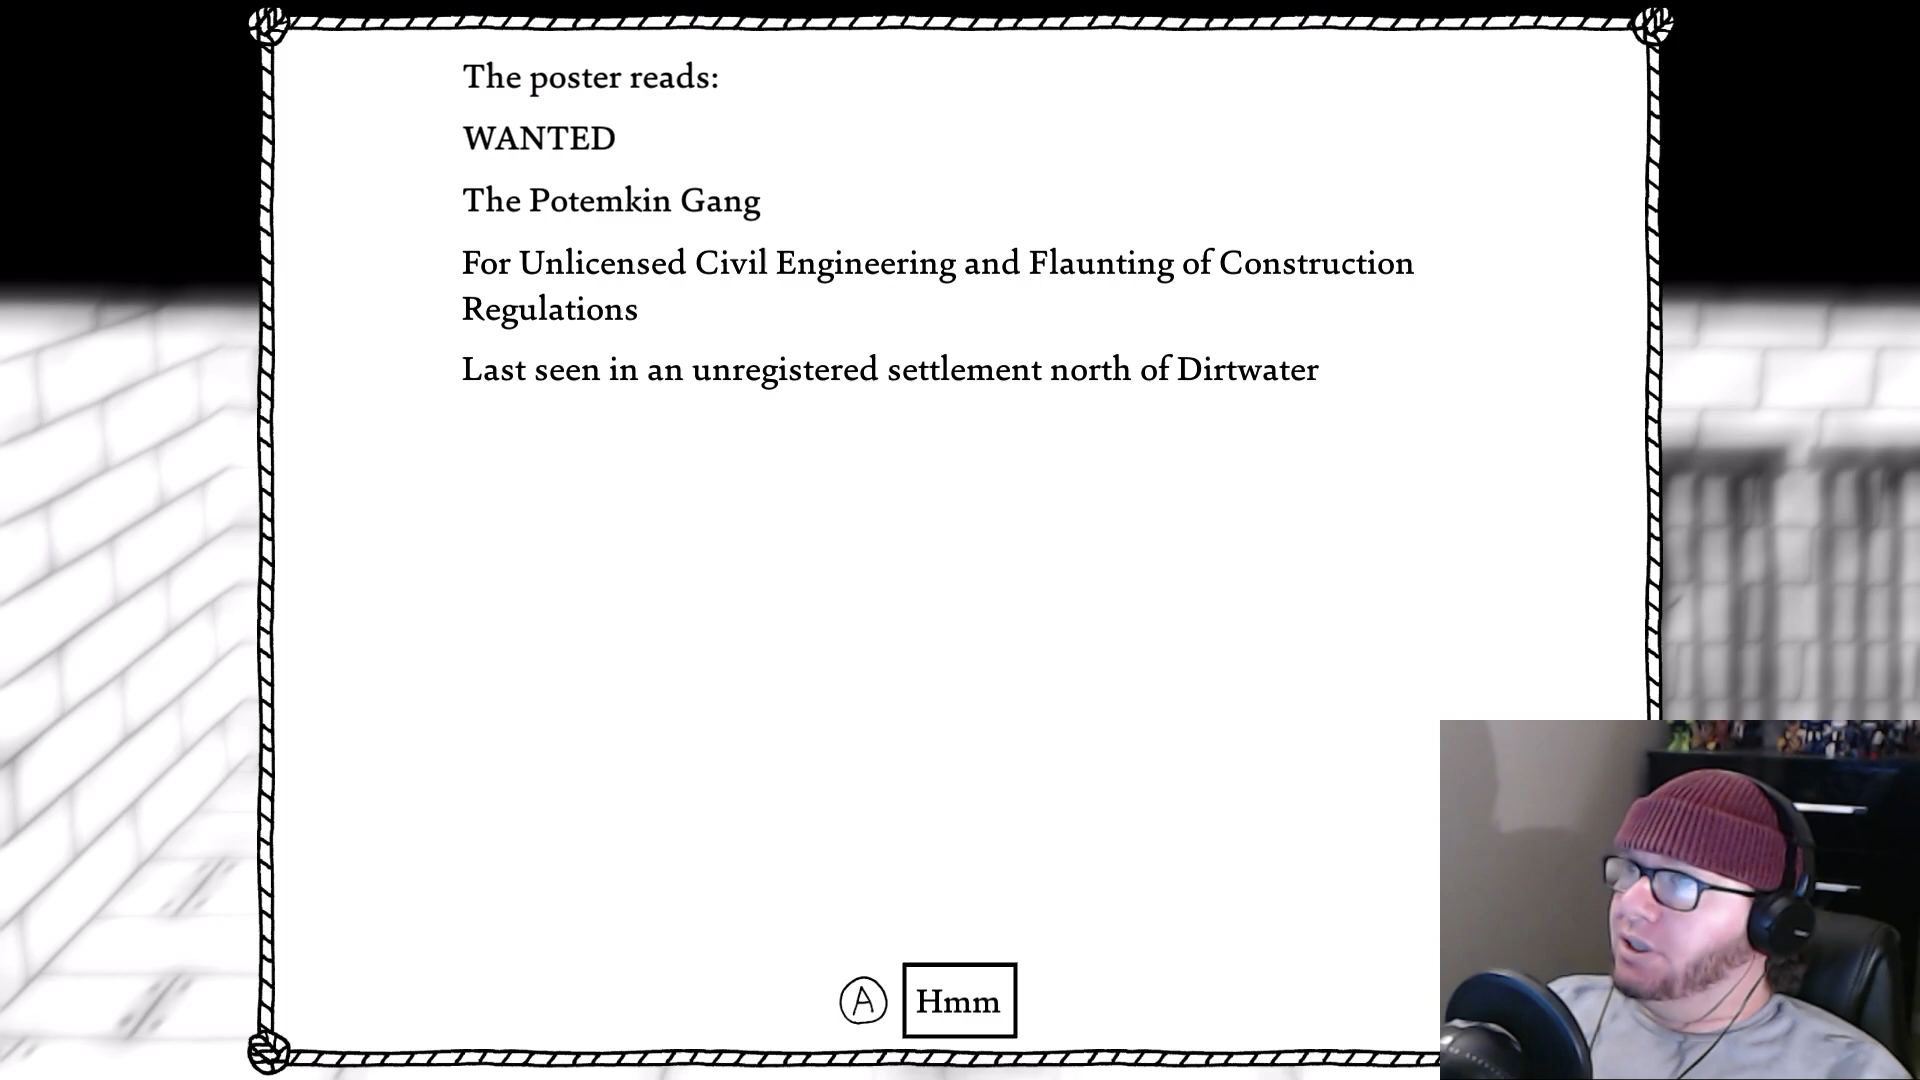 The poster reads:
WANTED
The Potemkin Gang
For Unlicensed Civil Engineering and Flaunting of Construction
Regulations
Last seen in an unregistered settlement north of Dirtwater
A Hmm